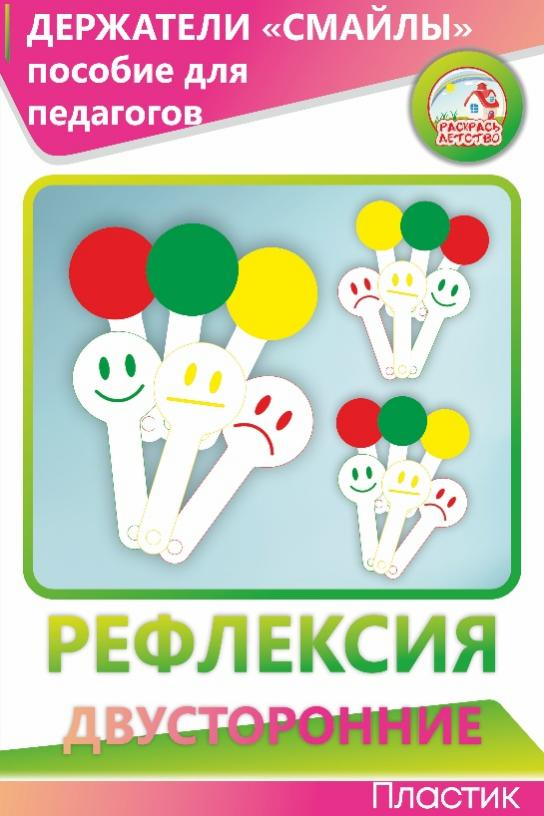 ДЕРЖАТЕЛИ «СМАЙЛЫ»
пособие для
педагогов
РАСКРАСЬ
ДЕТСТВО
РЕФЛЕКСИЯ
ДВУСТОРОННИЕ
Пластик